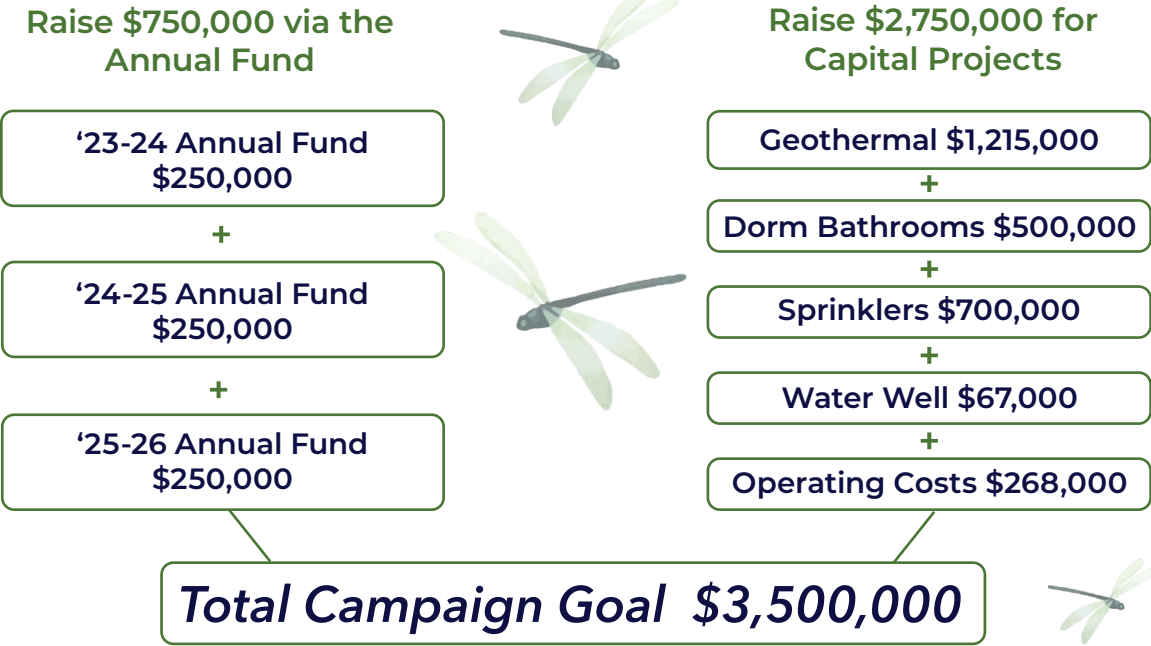 Raise $750,000 via the
Annual Fund
‘23-24 Annual Fund
$250,000
+
‘24-25 Annual Fund
$250,000
+
‘25-26 Annual Fund
$250,000
Raise $2,750,000 for
Capital Projects
Geothermal $1,215,000
+
Dorm Bathrooms $500,000
+
Sprinklers $700,000
+
Water Well $67,000
+
Operating Costs $268,000
Total Campaign Goal $3,500,000